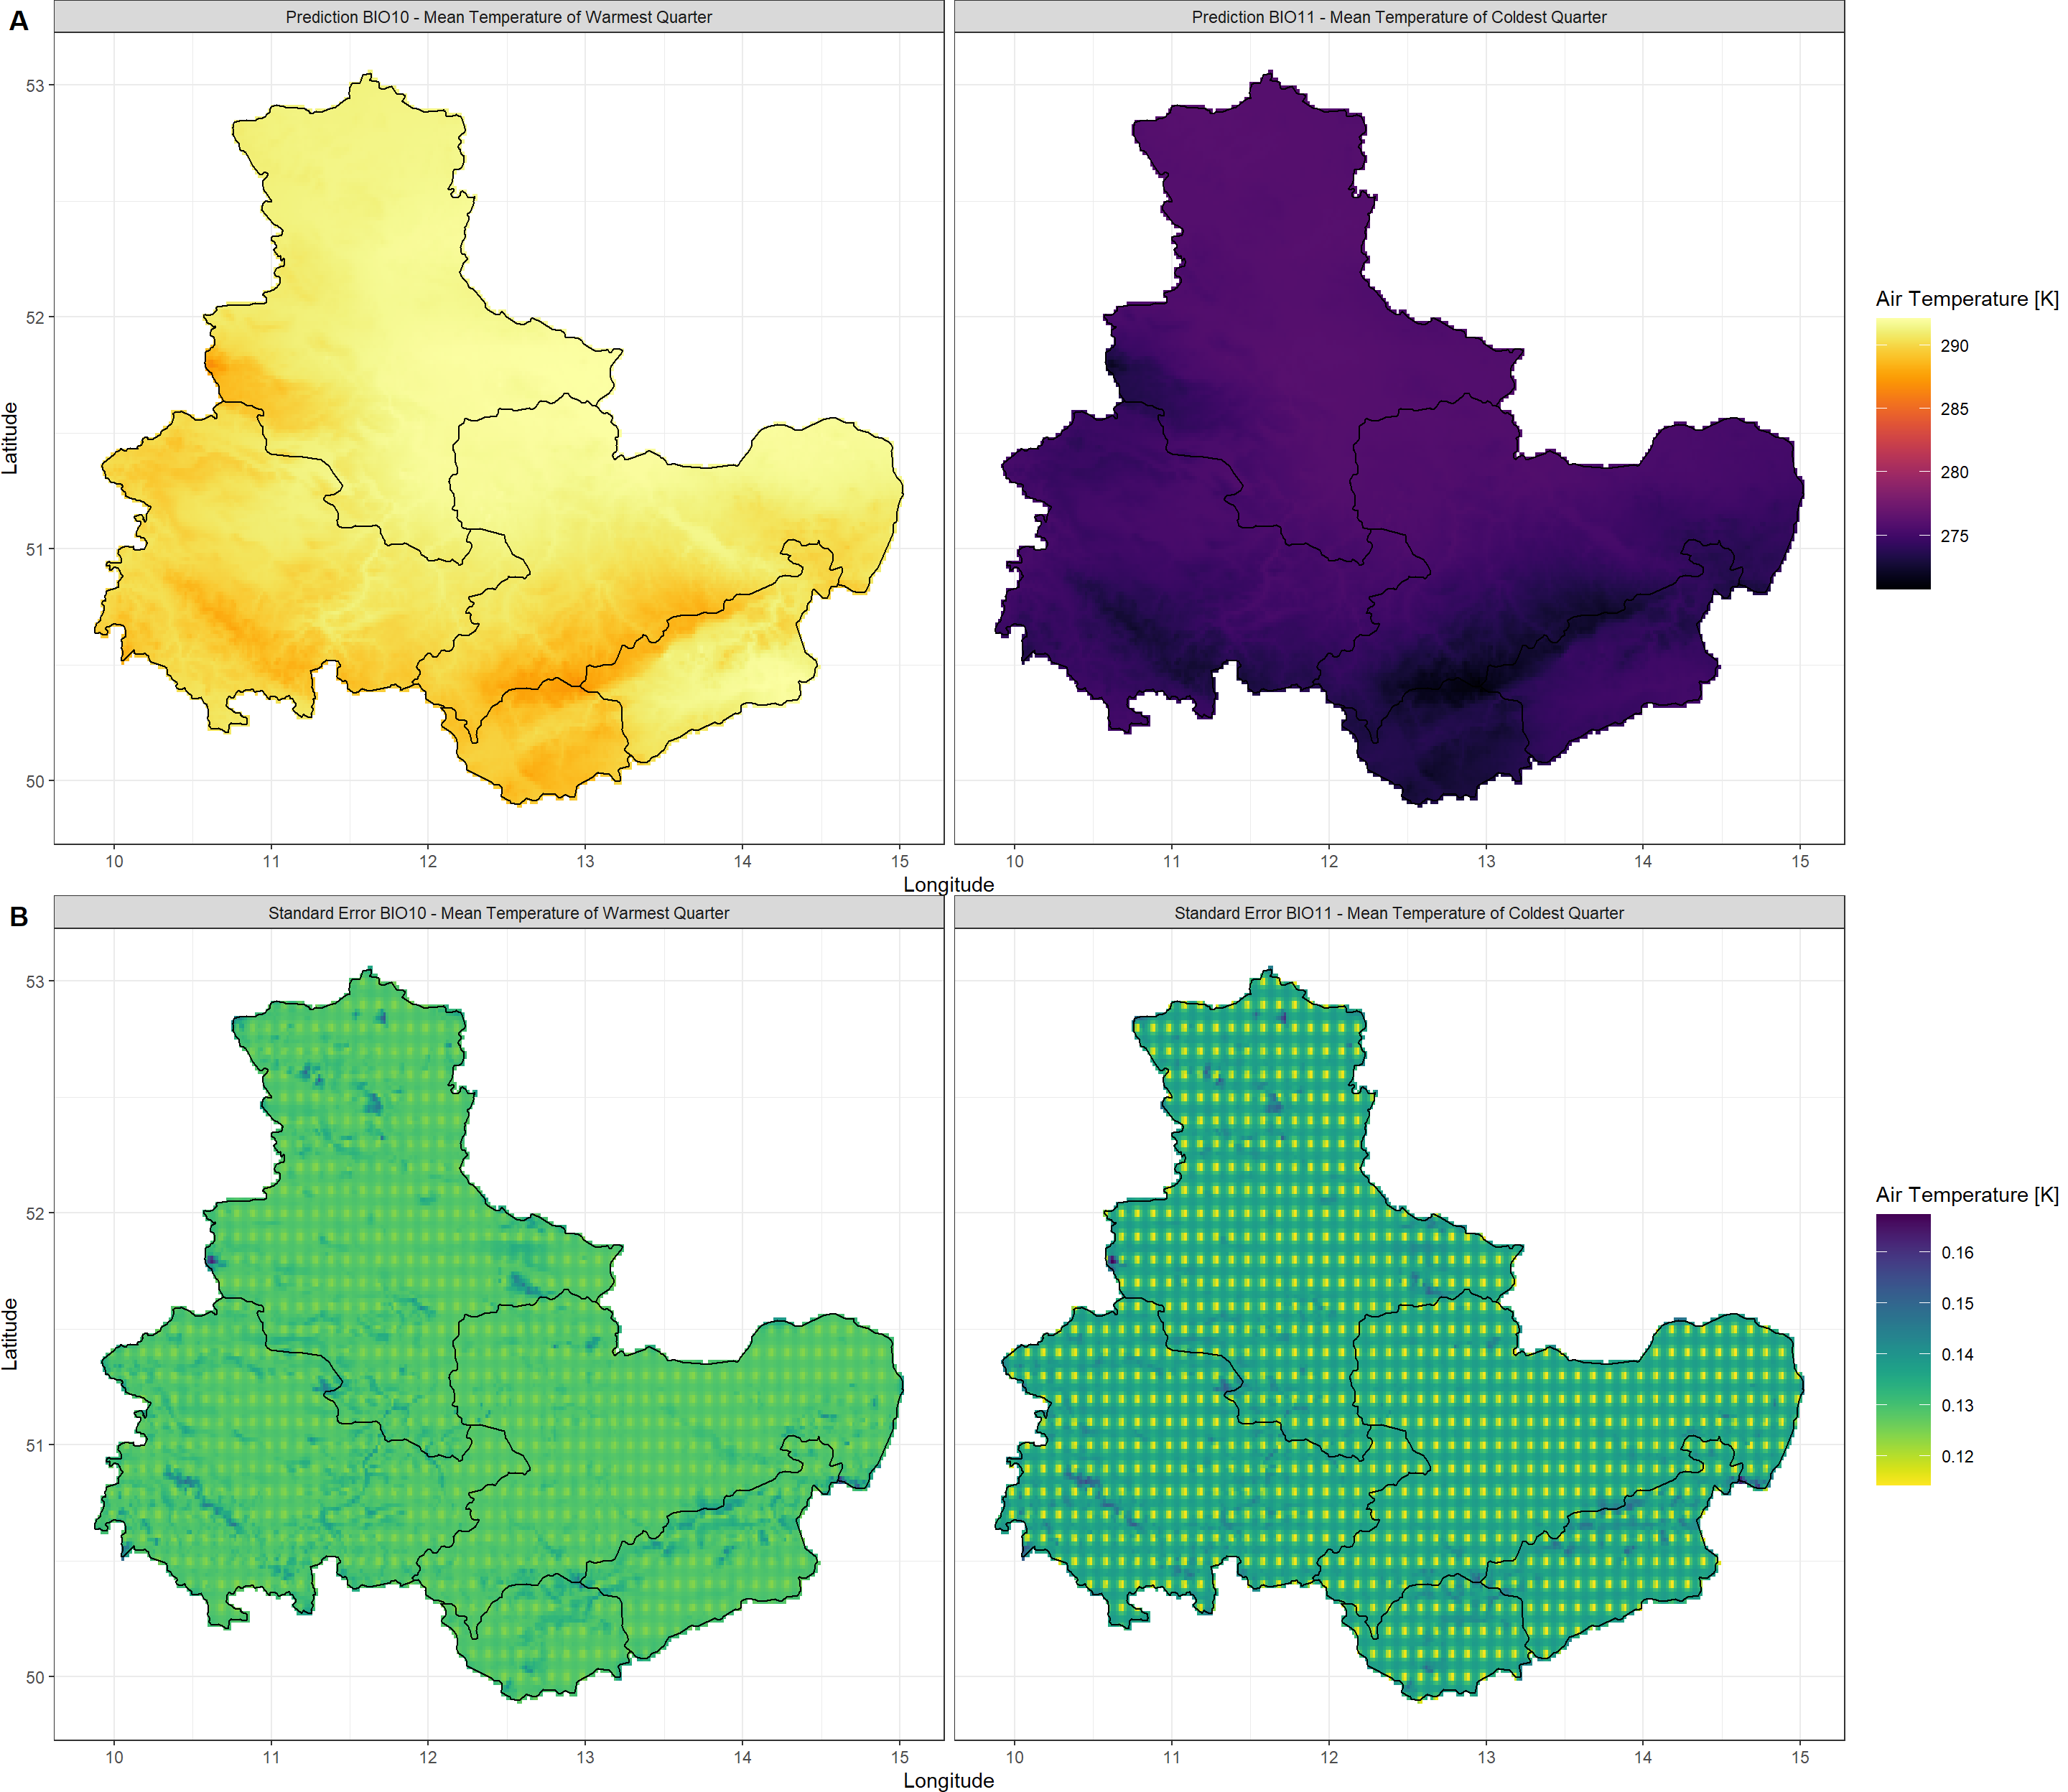 A
Prediction BIO10 - Mean Temperature of Warmest Quarter
Prediction BIO11 - Mean Temperature of Coldest Quarter
Latitude
53
52
51
50
10 11 12 13 14 15
10 11 12 13 14 15
Longitude
Air Temperature [K]
290
285
280
275
B
Standard Error BIO10 - Mean Temperature of Warmest Quarter
Standard Error BIO11 - Mean Temperature of Coldest Quarter
Latitude
53
52
51
50
10 11 12 13 14 15
10 11 12 13 14 15
Longitude
Air Temperature [K]
0.16
0.15
0.14
0.13
0.12